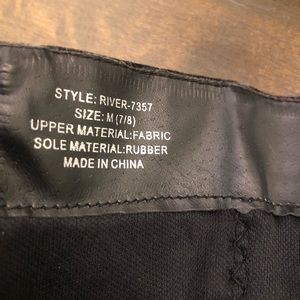 STYLE: RIVER-7357
SIZE: M (7/8)
UPPER MATERIAL:FABRIC
SOLE MATERIAL:RUBBER
MADE IN CHINA